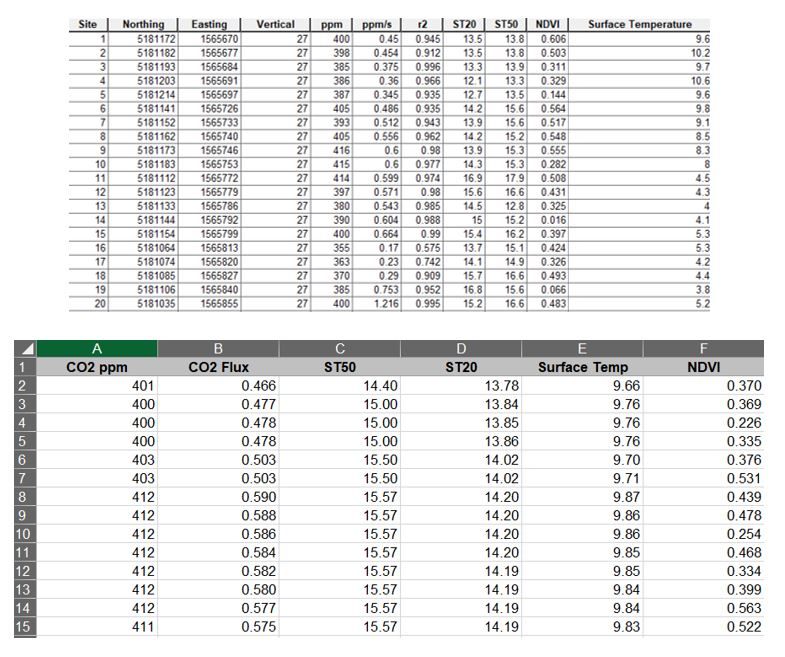 Site Northing Easting Vertical ppm ppm/s r2 ST20 ST50 NDVI Surface Temperature
1 5181172 1565670 27 400 0.45 0.945 13.5 13.8 0.606 9.6
2 5181182 1565677 27 398 0.454 0.912 13.5 13.8 0.503 10.2
3 5181193 1565684 27 385 0.375 0.996 13.3 13.9 0.311 9.7
4 5181203 1565691 27 386 0.36 0.966 12.1 13.3 0.329 10.6
5 5181214 1565697 27 387 0.345 0.935 12.7 13.5 0.144 9.6
6 5181141 1565726 27 405 0.486 0.935 14.2 15.6 0.564 9.8
7 5181152 1565733 27 393 0.512 0.943 13.9 15.6 0.517 9.1
8 5181162 1565740 27 405 0.556 0.962 14.2 15.2 0.548 8.5
9 5181173 1565746 27 416 0.6 0.98 13.9 15.3 0.555 8.3
10 5181183 1565753 27 415 0.6 0.977 14.3 15.3 0.282 8
11 5181112 1565772 27 414 0.599 0.974 16.9 17.9 0.508 4.5
12 5181123 1565779 27 397 0.571 0.98 15.6 16.6 0.431 4.3
13 5181133 1565786 27 380 0.543 0.985 14.5 12.8 0.325 4
14 5181144 1565792 27 390 0.604 0.988 15 15.2 0.016 4.1
15 5181154 1565799 27 400 0.664 0.99 15.4 16.2 0.397 5.3
16 5181064 1565813 27 355 0.17 0.575 13.7 15.1 0.424 5.3
17 5181074 1565820 27 363 0.23 0.742 14.1 14.9 0.326 4.2
18 5181085 1565827 27 370 0.29 0.909 15.7 16.6 0.493 4.4
19 5181106 1565840 27 385 0.753 0.952 16.8 15.6 0.066 3.8
20 5181035 1565855 27 400 1.216 0.995 15.2 16.6 0.483 5.2
A B C D E F
1 CO2 ppm CO2 Flux ST50 ST20 Surface Temp NDVI
2 401 0.466 14.40 13.78 9.66 0.370
3 400 0.477 15.00 13.84 9.76 0.369
4 400 0.478 15.00 13.85 9.76 0.226
5 400 0.478 15.00 13.86 9.76 0.335
6 403 0.503 15.50 14.02 9.70 0.376
7 403 0.503 15.50 14.02 9.71 0.531
8 412 0.590 15.57 14.20 9.87 0.439
9 412 0.588 15.57 14.20 9.86 0.478
10 412 0.586 15.57 14.20 9.86 0.254
11 412 0.584 15.57 14.20 9.85 0.468
12 412 0.582 15.57 14.19 9.85 0.334
13 412 0.580 15.57 14.19 9.84 0.399
14 412 0.577 15.57 14.19 9.84 0.563
15 411 0.575 15.57 14.19 9.83 0.522